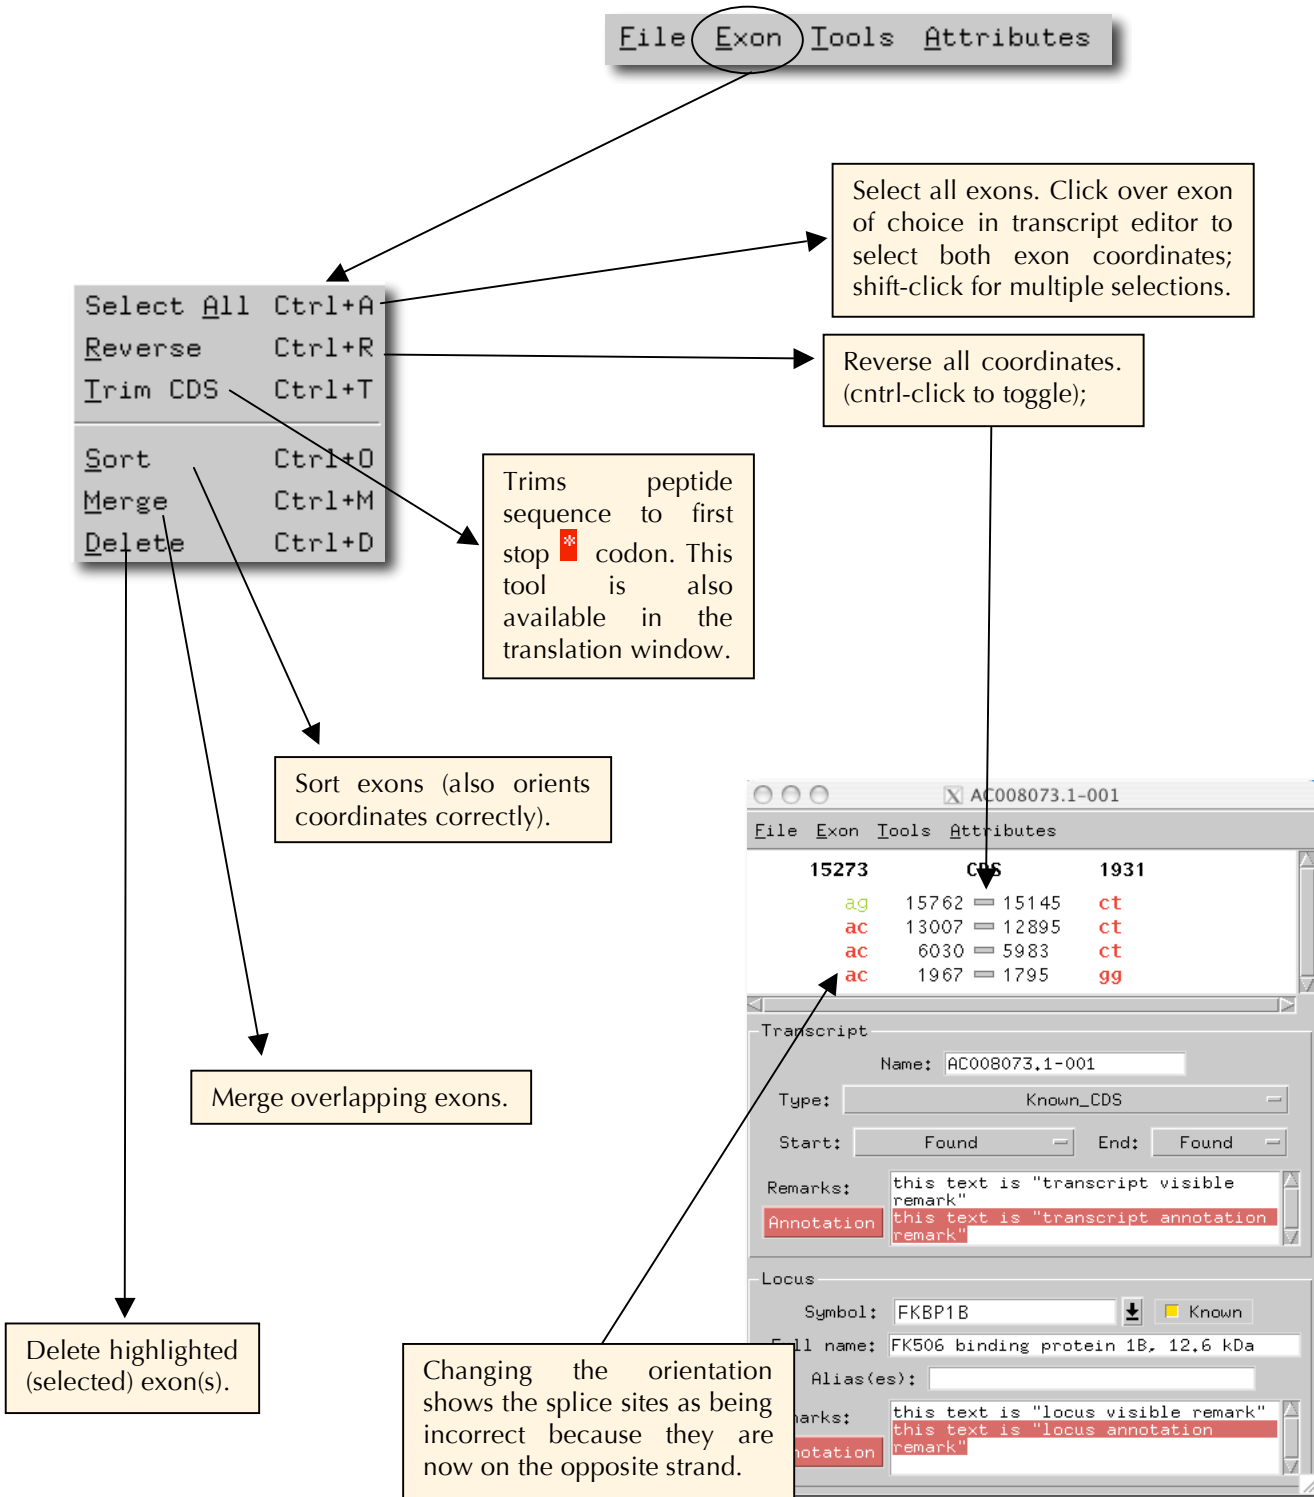 File Exon Tools Attributes
Select all exons. Click over exon
of choice in transcript editor to
select both exon coordinates;
shift-click for multiple selections.
Select All Ctrl+A
Reverse Ctrl+R
Trim CDS Ctrl+T
Sort Ctrl+O
Merge Ctrl+M
Delete Ctrl+D
Reverse all coordinates.
(cntrl-click to toggle);
Trims peptide
sequence to first
stop * codon. This
tool is also
available in the
translation window.
Sort exons (also orients
coordinates correctly).
Merge overlapping exons.
Delete highlighted
(selected) exon(s).
Changing the orientation
shows the splice sites as being
incorrect because they are
now on the opposite strand.
X AC008073.1-001
File Exon Tools Attributes
15273 CDS 1931
ag 15762 15145 ct
ac 13007 12895 ct
ac 6030 5983 ct
ac 1967 1795 gg
Transcript
Name: AC008073.1-001
Type: Known_CDS
Start: Found End: Found
Remarks: this text is "transcript visible
remark"
Annotation this text is "transcript annotation
remark"
Locus
Symbol: FKBP1B Known
ll name: FK506 binding protein 1B, 12.6 kDa
Alias(es):
marks: this text is "locus visible remark"
notation this text is "locus annotation
remark"